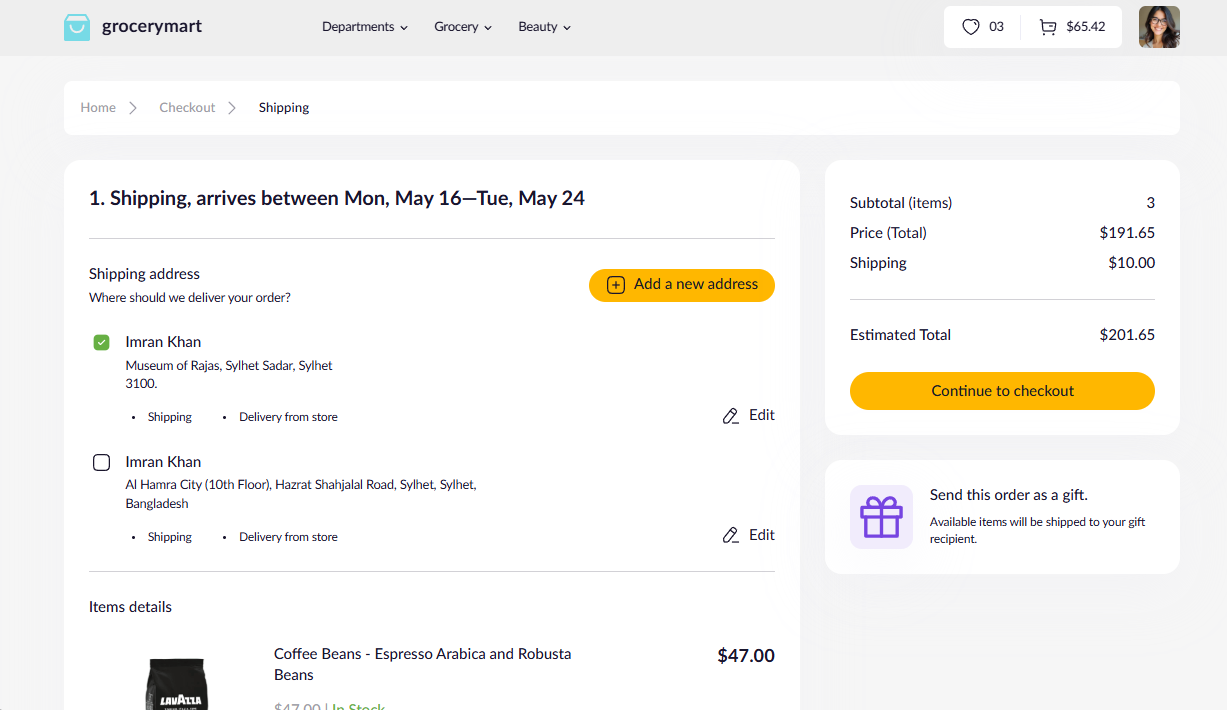 grocerymart
Departments
Grocery
Beauty
03
$65.42
Home
Checkout
Shipping
1. Shipping, arrives between Mon, May 16—Tue, May 24
Shipping address
Where should we deliver your order?
Add a new address
Imran Khan
Museum of Rajas, Sylhet Sadar, Sylhet
3100.
• Shipping • Delivery from store
Edit
Imran Khan
Al Hamra City (10th Floor), Hazrat Shahjalal Road, Sylhet, Sylhet,
Bangladesh
• Shipping • Delivery from store
Edit
Items details
LAVAZZA
Coffee Beans - Espresso Arabica and Robusta
Beans
$47.00
$47.00 | In Stock
Subtotal (items) 3
Price (Total) $191.65
Shipping $10.00
Estimated Total $201.65
Continue to checkout
Send this order as a gift.
Available items will be shipped to your gift
recipient.